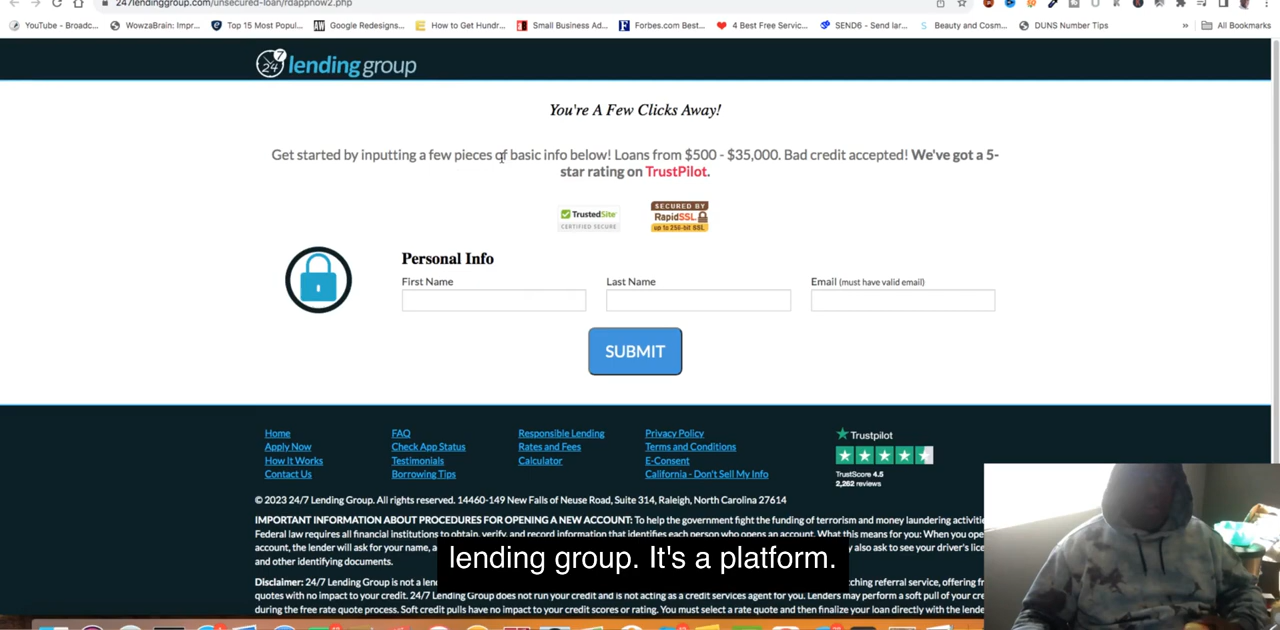 247lendinggroup.com/unsecured-loan/rdappnow2.php
YouTube - Broadc... WowzaBrain: Impr... Top 15 Most Popul... Google Redesigns... How to Get Hundr... Small Business Ad... Forbes.com Best... 4 Best Free Servic... SEND6 - Send lar... Beauty and Cosm... DUNS Number Tips » All Bookmarks
24 7 lending group
You're A Few Clicks Away!
Get started by inputting a few pieces of basic info below! Loans from $500 - $35,000. Bad credit accepted! We've got a 5-
star rating on TrustPilot.
TrustedSite
CERTIFIED SECURE
SECURED BY
RapidSSL
up to 256-bit SSL
Personal Info
First Name Last Name Email (must have valid email)
SUBMIT
Home FAQ Responsible Lending Privacy Policy Trustpilot
Apply Now Check App Status Rates and Fees Terms and Conditions
How It Works Testimonials Calculator E-Consent
Contact Us Borrowing Tips California - Don't Sell My Info TrustScore 4.5
2,262 reviews
© 2023 24/7 Lending Group. All rights reserved. 14460-149 New Falls of Neuse Road, Suite 314, Raleigh, North Carolina 27614
IMPORTANT INFORMATION ABOUT PROCEDURES FOR OPENING A NEW ACCOUNT: To help the government fight the funding of terrorism and money laundering activitie
Federal law requires all financial institutions to obtain, verify, and record information that identifies each person who opens an account. What this means for you: When you ope
account, the lender will ask for your name, a also ask to see your driver's lice
and other identifying documents.
lending group. It's a platform.
Disclaimer: 24/7 Lending Group is not a lend referral service, offering fr
quotes with no impact to your credit. 24/7 Lending Group does not run your credit and is not acting as a credit services agent for you. Lenders may perform a soft pull of your cre
during the free rate quote process. Soft credit pulls have no impact to your credit scores or rating. You must select a rate quote and then finalize your loan directly with the lende